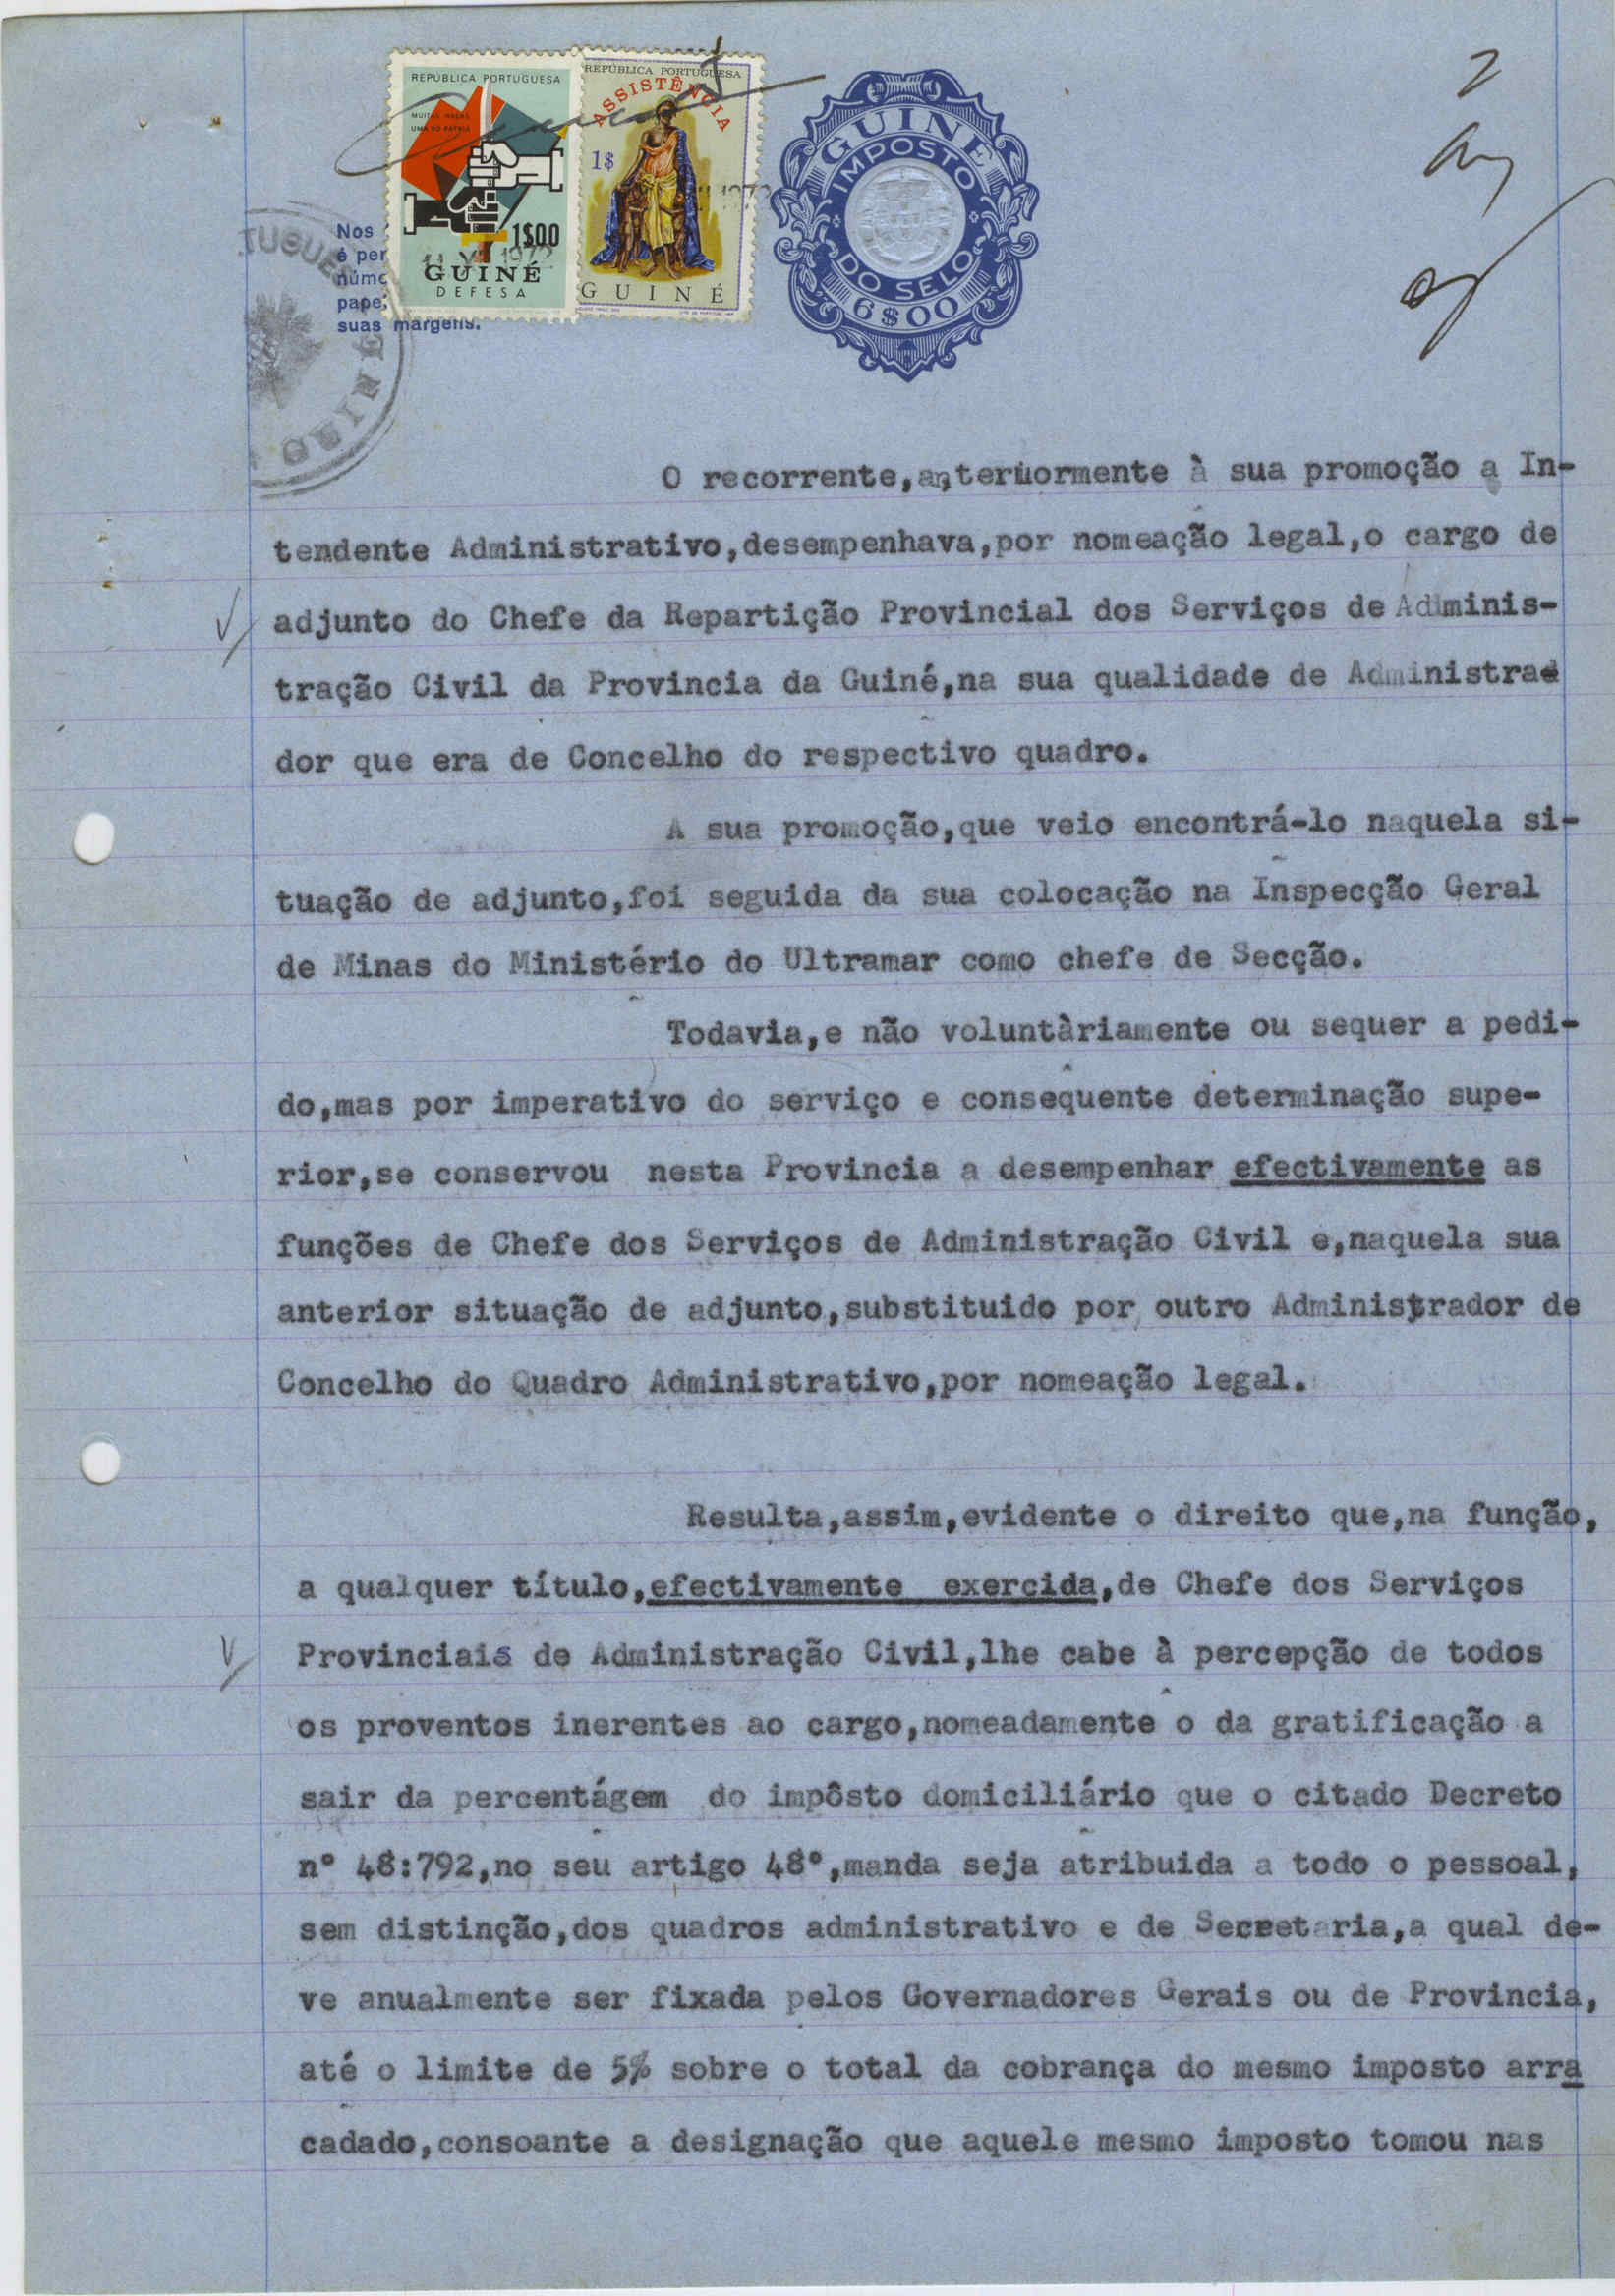 REPÚBLICA PORTUGUESA
MUITAS RAÇAS
UMA SÓ PÁTRIA
1$00
GUINÉ
DEFESA
REPÚBLICA PORTUGUESA
ASSISTÊNCIA
1$
GUINÉ
GUINÉ
IMPOSTO
DO SELO
6$00
2
Nos
é per
núme
pape
suas margens.
TUGUE
GUINE
O recorrente,anteriormente à sua promoção a In-
tendente Administrativo,desempenhava,por nomeação legal,o cargo de
adjunto do Chefe da Repartição Provincial dos Serviços de Adiminis-
tração Civil da Provincia da Guiné,na sua qualidade de Administra-
dor que era de Concelho do respectivo quadro.
A sua promoção,que veio encontrá-lo naquela si-
tuação de adjunto,foi seguida da sua colocação na Inspecção Geral
de Minas do Ministério do Ultramar como chefe de Secção.
Todavia,e não voluntàriamente ou sequer a pedi-
do,mas por imperativo do serviço e consequente determinação supe-
rior,se conservou nesta Provincia a desempenhar efectivamente as
funções de Chefe dos Serviços de Administração Civil e,naquela sua
anterior situação de adjunto,substituido por outro Administrador de
Concelho do Quadro Administrativo,por nomeação legal.
Resulta,assim,evidente o direito que,na função,
a qualquer título,efectivamente exercida,de Chefe dos Serviços
Provinciais de Administração Civil,lhe cabe à percepção de todos
os proventos inerentes ao cargo,nomeadamente o da gratificação a
sair da percentágem do impôsto domiciliário que o citado Decreto
nº 48:792,no seu artigo 48º,manda seja atribuida a todo o pessoal,
sem distinção,dos quadros administrativo e de Secretaria,a qual de-
ve anualmente ser fixada pelos Governadores Gerais ou de Provincia,
até o limite de 5% sobre o total da cobrança do mesmo imposto arra
cadado,consoante a designação que aquele mesmo imposto tomou nas